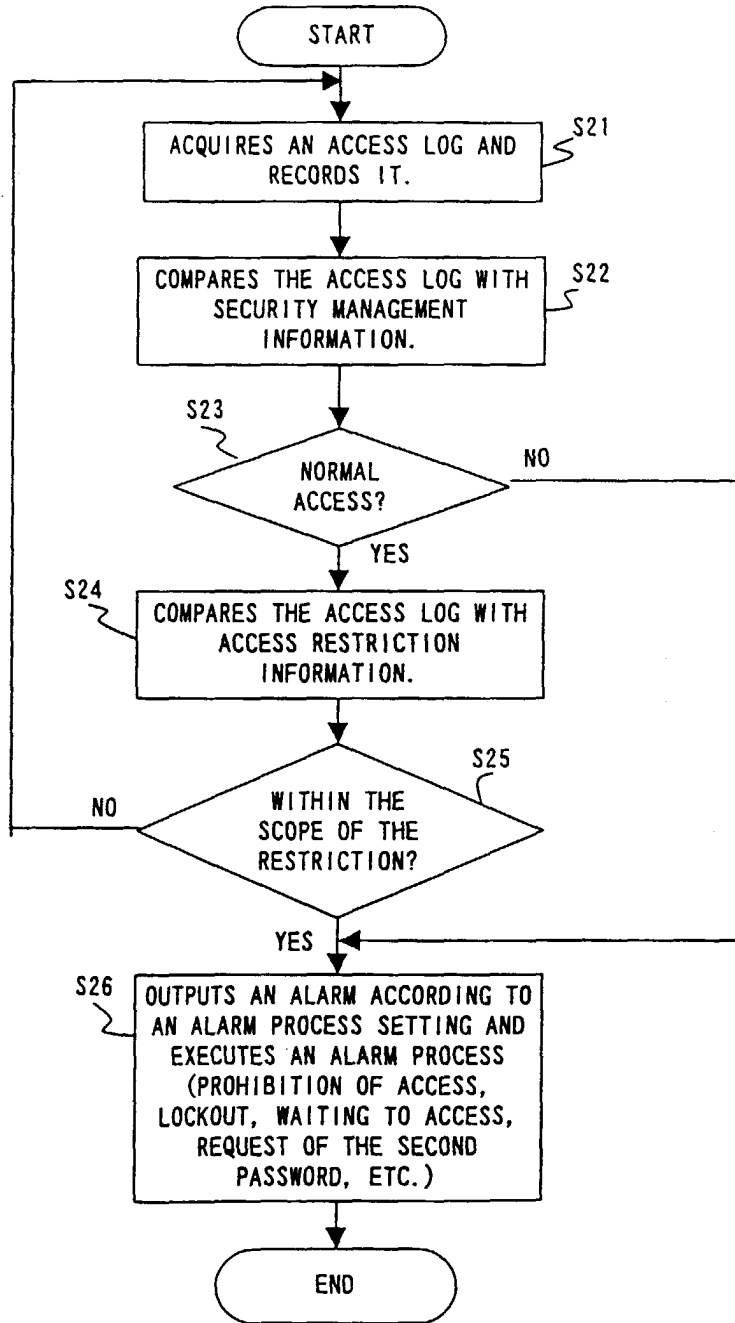 START
ACQUIRES AN ACCESS LOG AND
RECORDS IT.
S21
COMPARES THE ACCESS LOG WITH
SECURITY MANAGEMENT
INFORMATION.
S22
S23
NORMAL
ACCESS?
NO
YES
S24
COMPARES THE ACCESS LOG WITH
ACCESS RESTRICTION
INFORMATION.
S25
WITHIN THE
SCOPE OF THE
RESTRICTION?
NO
YES
S26
OUTPUTS AN ALARM ACCORDING TO
AN ALARM PROCESS SETTING AND
EXECUTES AN ALARM PROCESS
(PROHIBITION OF ACCESS,
LOCKOUT, WAITING TO ACCESS,
REQUEST OF THE SECOND
PASSWORD, ETC.)
END